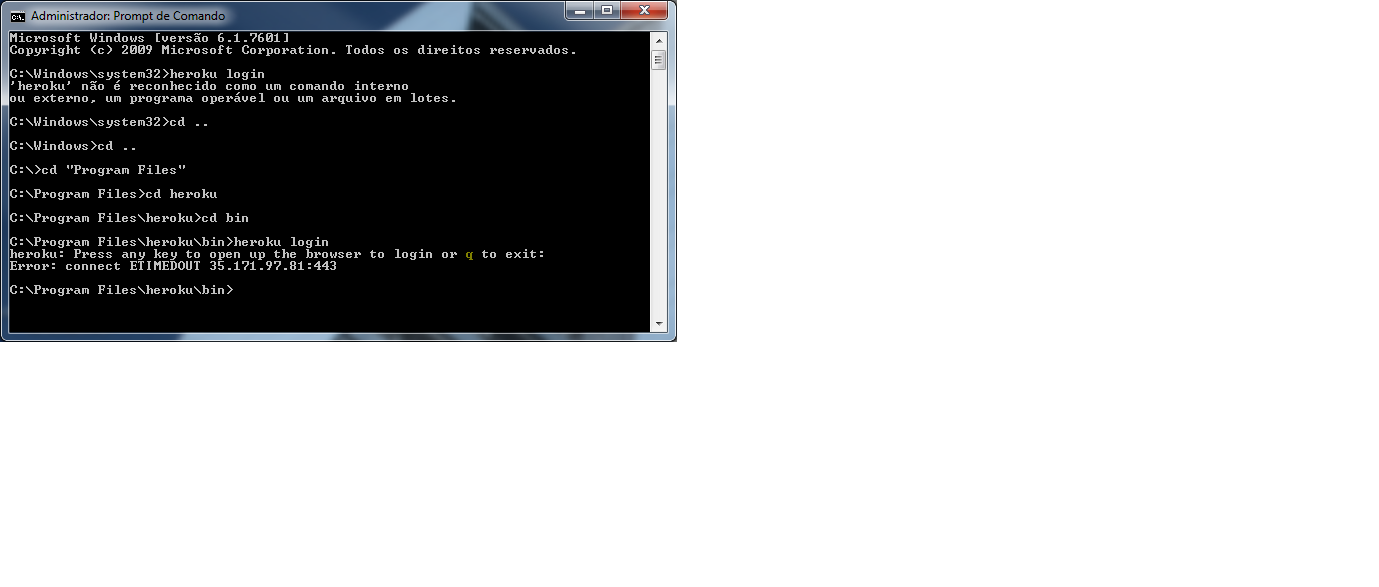 Administrador: Prompt de Comando
Microsoft Windows [versão 6.1.7601]
Copyright (c) 2009 Microsoft Corporation. Todos os direitos reservados.
C:\Windows\system32>heroku login
'heroku' não é reconhecido como um comando interno
ou externo, um programa operável ou um arquivo em lotes.
C:\Windows\system32>cd ..
C:\Windows>cd ..
C:\>cd "Program Files"
C:\Program Files>cd heroku
C:\Program Files\heroku>cd bin
C:\Program Files\heroku\bin>heroku login
heroku: Press any key to open up the browser to login or q to exit:
Error: connect ETIMEDOUT 35.171.97.81:443
C:\Program Files\heroku\bin>